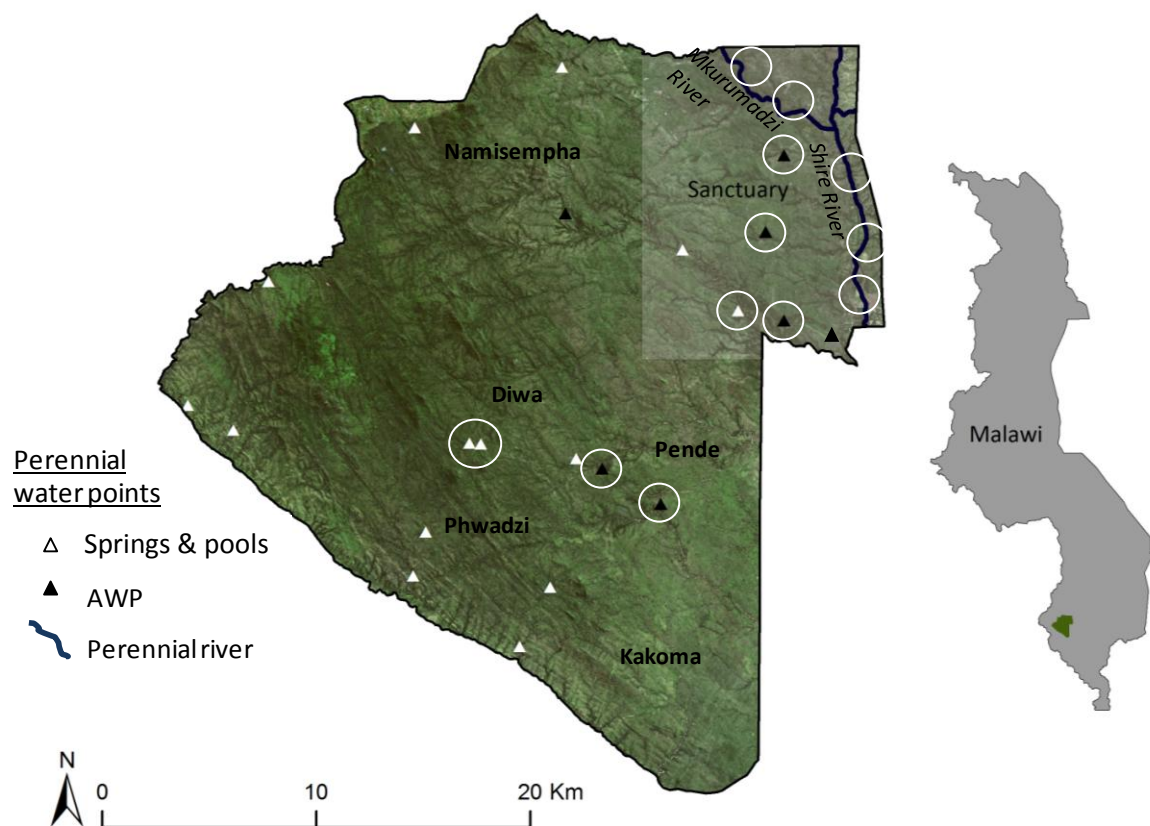 Mkurumadzi
River
Namisempha
Sanctuary
Shire River
Malawi
Diwa
Pende
Phwadzi
Kakoma
Perennial
water points
Springs & pools
AWP
Perennial river
N
0 10 20 Km